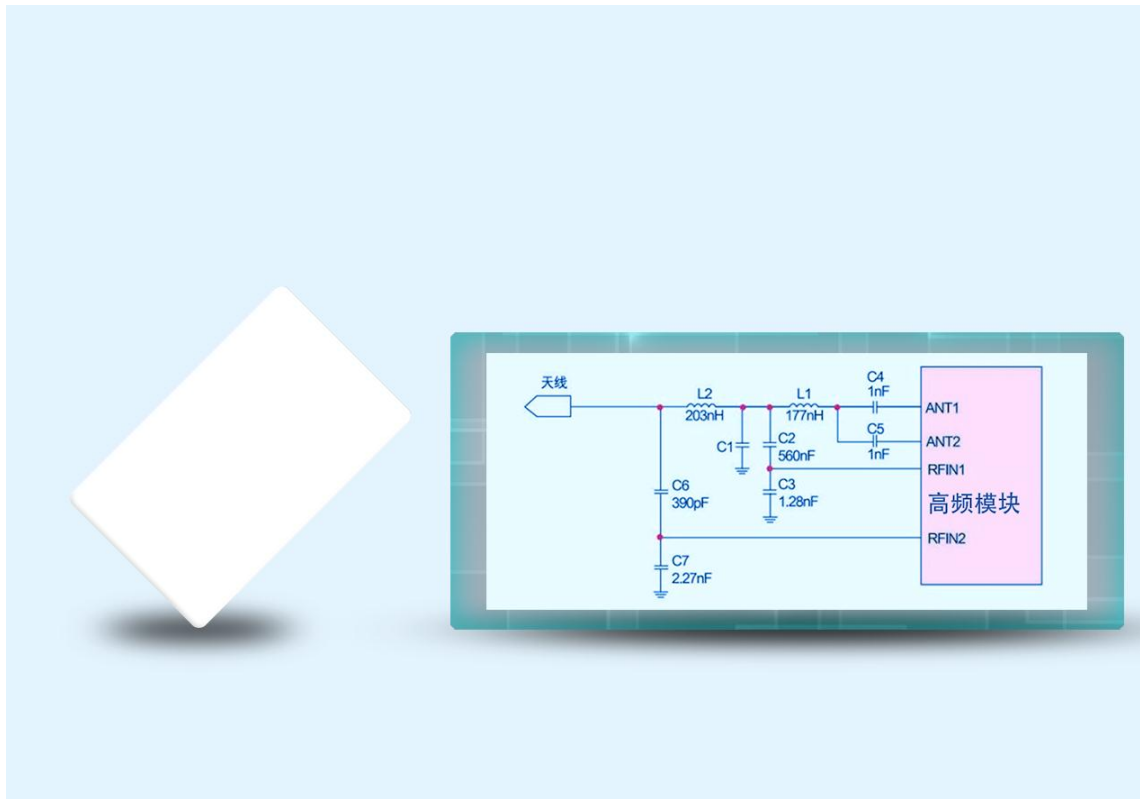 天线
L2
203nH
L1
177nH
C4
1nF
ANT1
C5
1nF
ANT2
C1
C2
560nF
RFIN1
C3
1.28nF
C6
390pF
高频模块
RFIN2
C7
2.27nF